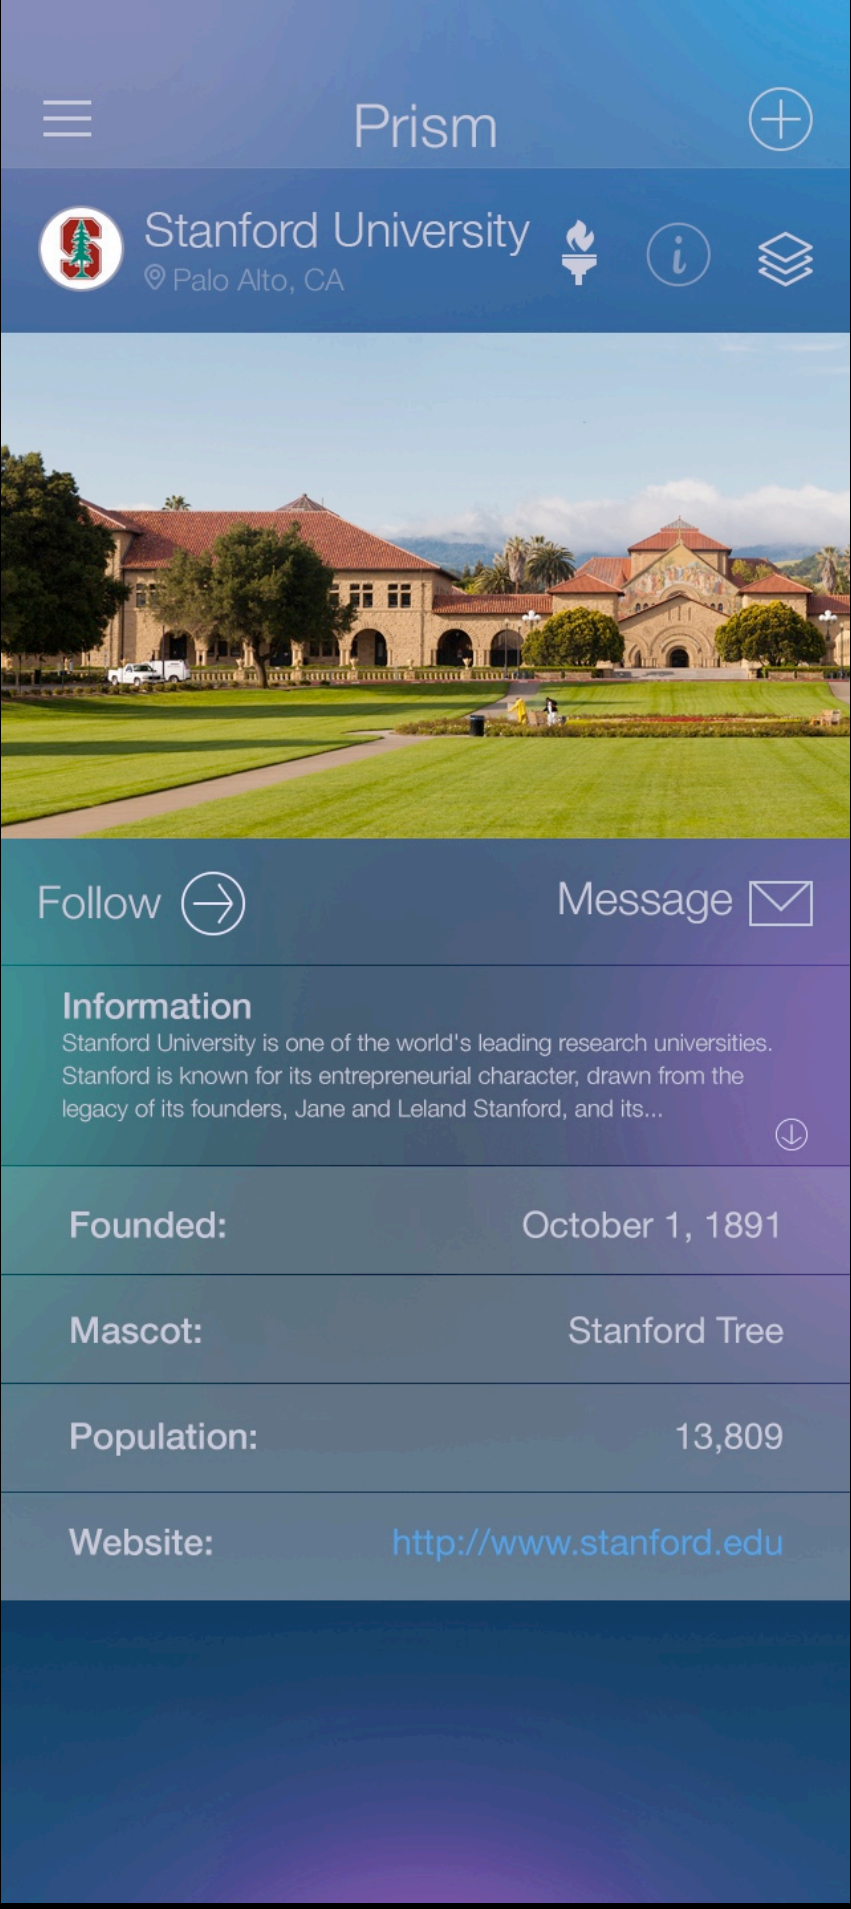 Prism
Stanford University
Palo Alto, CA
Follow
Message
Information
Stanford University is one of the world's leading research universities.
Stanford is known for its entrepreneurial character, drawn from the
legacy of its founders, Jane and Leland Stanford, and its...
Founded: October 1, 1891
Mascot: Stanford Tree
Population: 13,809
Website: http://www.stanford.edu